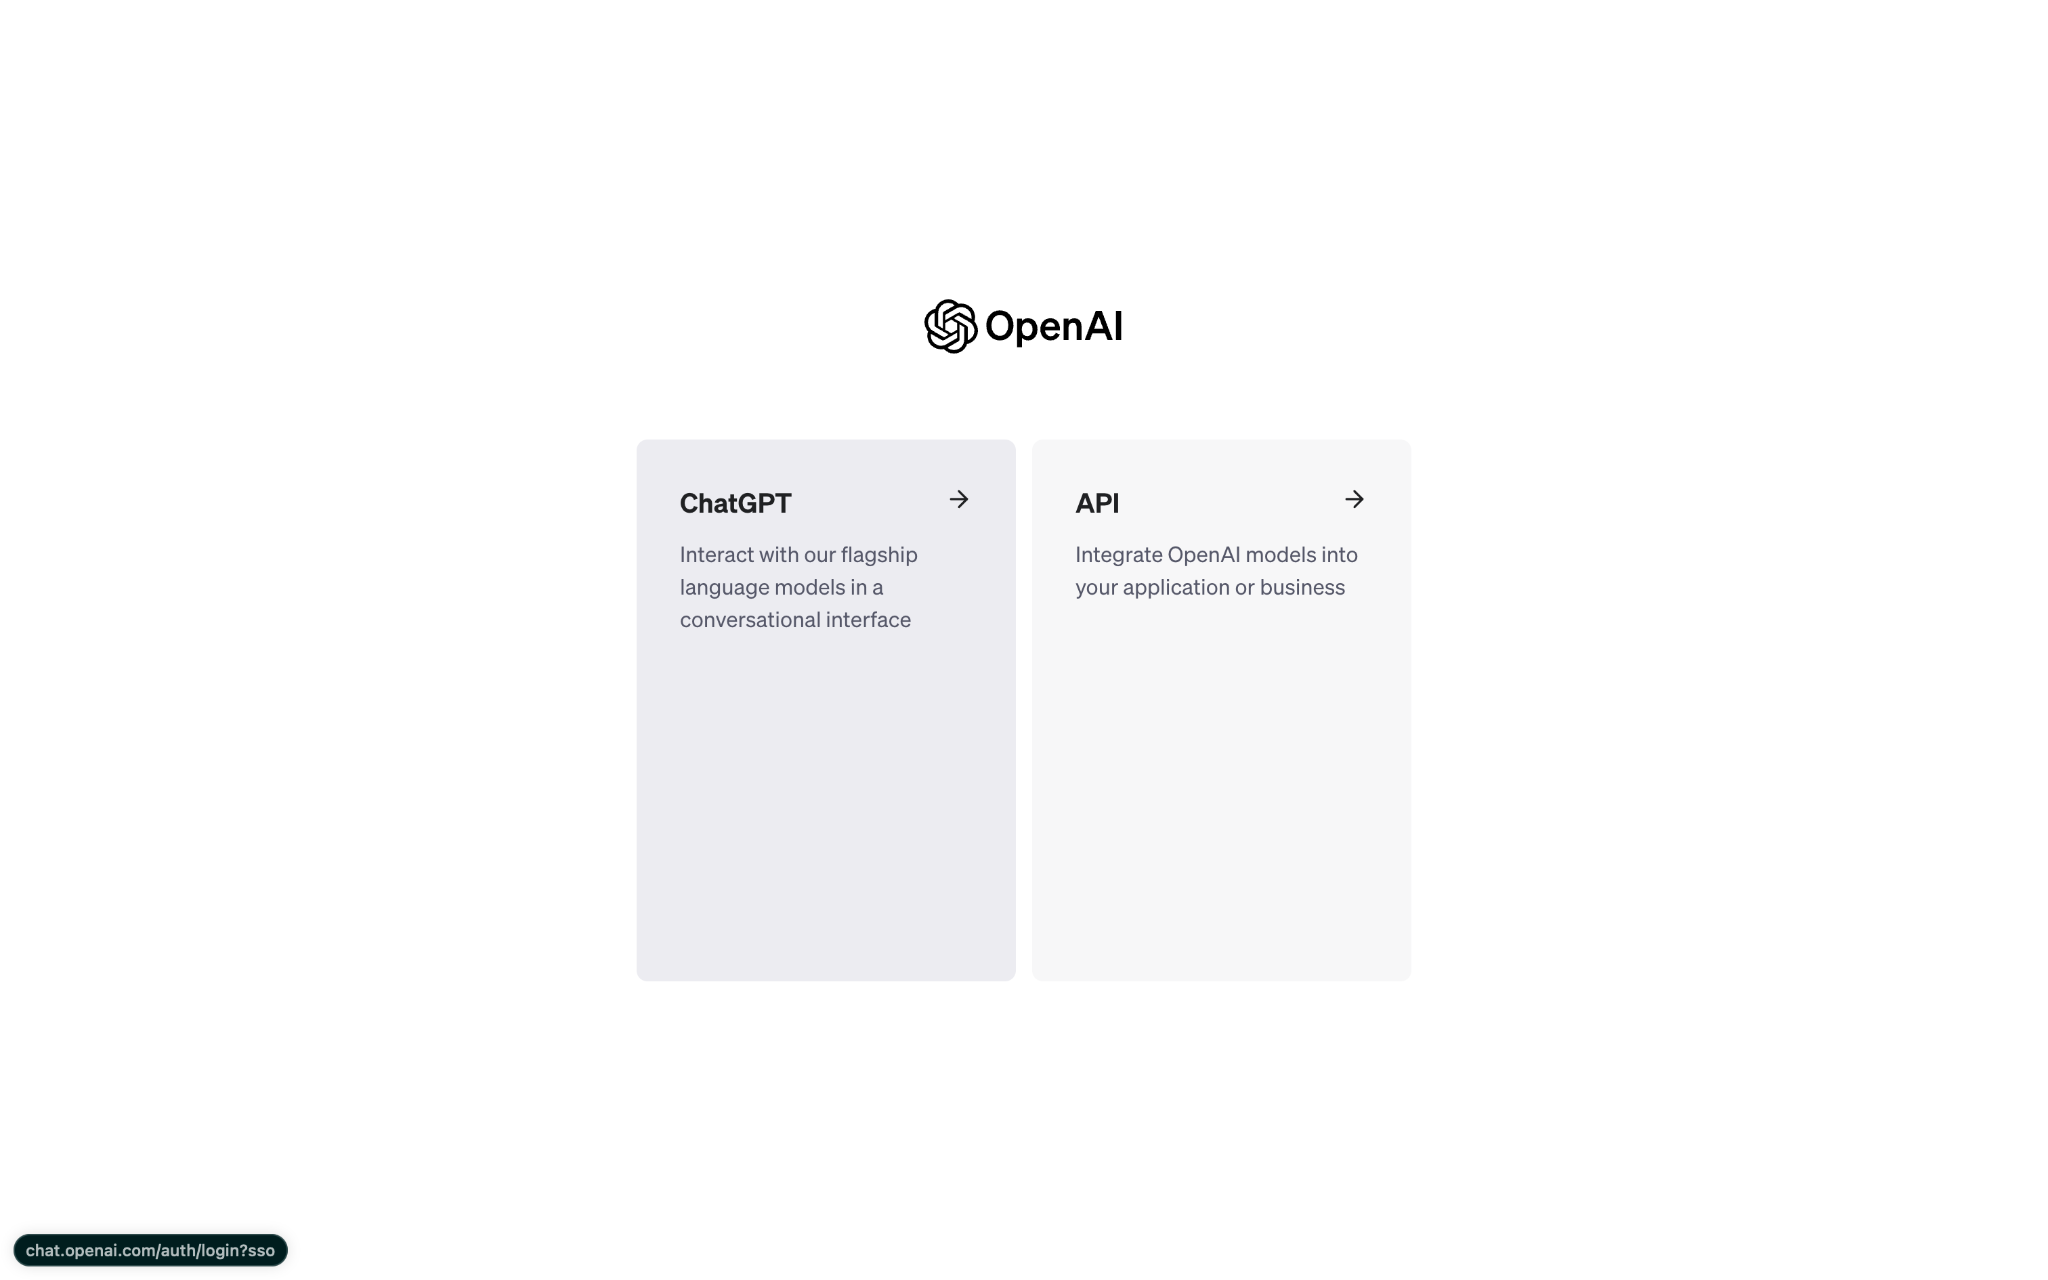 OpenAI
ChatGPT
Interact with our flagship
language models in a
conversational interface
API
Integrate OpenAI models into
your application or business
chat.openai.com/auth/login?sso